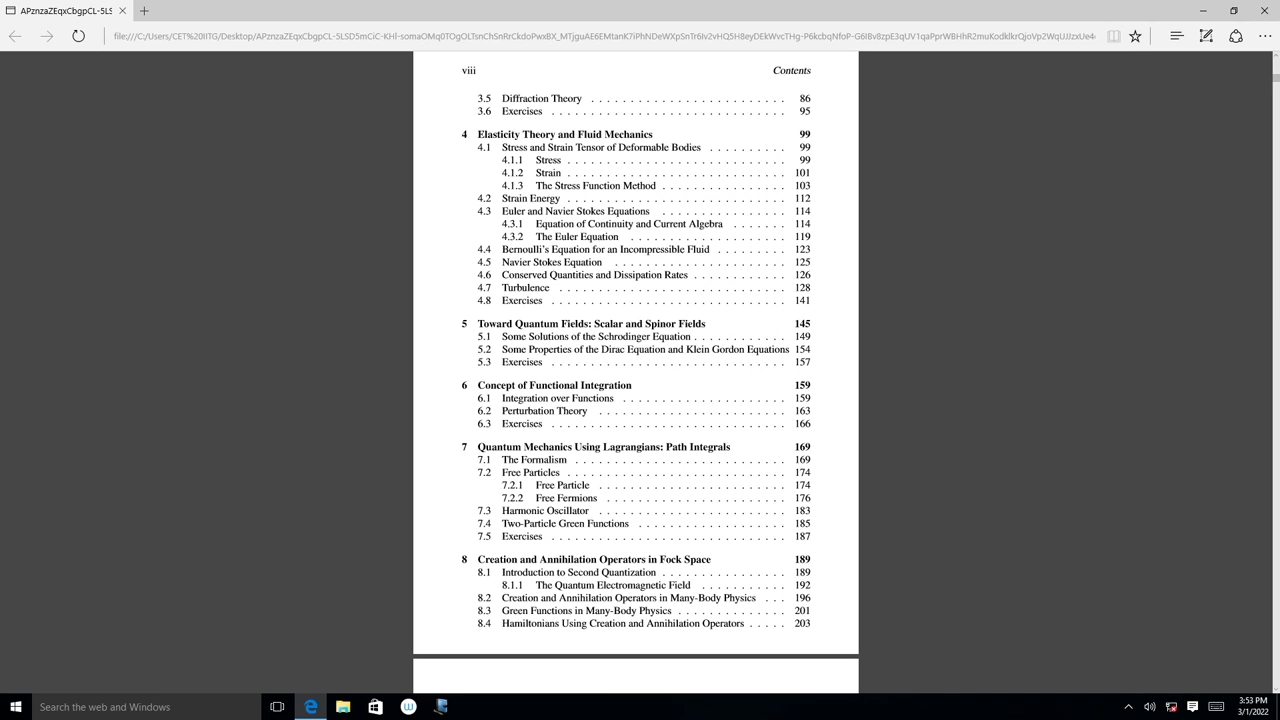 APznzaZEqxCbgpCL-5LS
viii Contents
3.5 Diffraction Theory . . . . . . . . . . . . . . . . . . . . . . . . . 86
3.6 Exercises . . . . . . . . . . . . . . . . . . . . . . . . . . . . . . 95
4 Elasticity Theory and Fluid Mechanics 99
4.1 Stress and Strain Tensor of Deformable Bodies . . . . . . . . . . 99
4.1.1 Stress . . . . . . . . . . . . . . . . . . . . . . . . . . . . 99
4.1.2 Strain . . . . . . . . . . . . . . . . . . . . . . . . . . . . 101
4.1.3 The Stress Function Method . . . . . . . . . . . . . . . . 103
4.2 Strain Energy . . . . . . . . . . . . . . . . . . . . . . . . . . . . 112
4.3 Euler and Navier Stokes Equations . . . . . . . . . . . . . . . . 114
4.3.1 Equation of Continuity and Current Algebra . . . . . . . 114
4.3.2 The Euler Equation . . . . . . . . . . . . . . . . . . . . 119
4.4 Bernoulli's Equation for an Incompressible Fluid . . . . . . . . . 123
4.5 Navier Stokes Equation . . . . . . . . . . . . . . . . . . . . . . 125
4.6 Conserved Quantities and Dissipation Rates . . . . . . . . . . . . 126
4.7 Turbulence . . . . . . . . . . . . . . . . . . . . . . . . . . . . . 128
4.8 Exercises . . . . . . . . . . . . . . . . . . . . . . . . . . . . . . 141
5 Toward Quantum Fields: Scalar and Spinor Fields 145
5.1 Some Solutions of the Schrodinger Equation . . . . . . . . . . . . 149
5.2 Some Properties of the Dirac Equation and Klein Gordon Equations 154
5.3 Exercises . . . . . . . . . . . . . . . . . . . . . . . . . . . . . . 157
6 Concept of Functional Integration 159
6.1 Integration over Functions . . . . . . . . . . . . . . . . . . . . . 159
6.2 Perturbation Theory . . . . . . . . . . . . . . . . . . . . . . . . 163
6.3 Exercises . . . . . . . . . . . . . . . . . . . . . . . . . . . . . . 166
7 Quantum Mechanics Using Lagrangians: Path Integrals 169
7.1 The Formalism . . . . . . . . . . . . . . . . . . . . . . . . . . . 169
7.2 Free Particles . . . . . . . . . . . . . . . . . . . . . . . . . . . . 174
7.2.1 Free Particle . . . . . . . . . . . . . . . . . . . . . . . . 174
7.2.2 Free Fermions . . . . . . . . . . . . . . . . . . . . . . . 176
7.3 Harmonic Oscillator . . . . . . . . . . . . . . . . . . . . . . . . 183
7.4 Two-Particle Green Functions . . . . . . . . . . . . . . . . . . . 185
7.5 Exercises . . . . . . . . . . . . . . . . . . . . . . . . . . . . . . 187
8 Creation and Annihilation Operators in Fock Space 189
8.1 Introduction to Second Quantization . . . . . . . . . . . . . . . . 189
8.1.1 The Quantum Electromagnetic Field . . . . . . . . . . . 192
8.2 Creation and Annihilation Operators in Many-Body Physics . . . 196
8.3 Green Functions in Many-Body Physics . . . . . . . . . . . . . . 201
8.4 Hamiltonians Using Creation and Annihilation Operators . . . . . 203
Search the web and Windows
3:53 PM
3/1/2022